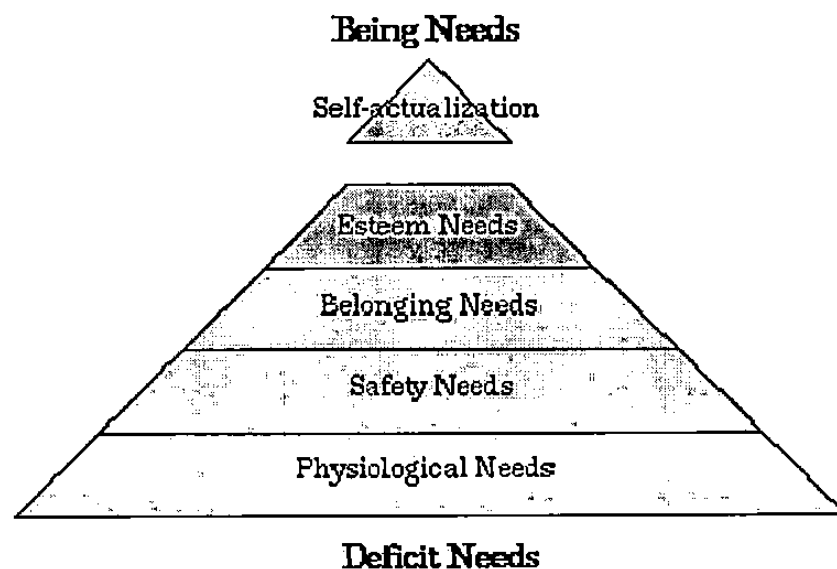 Being Needs
Self-actualization
Esteem Needs
Belonging Needs
Safety Needs
Physiological Needs
Deficit Needs